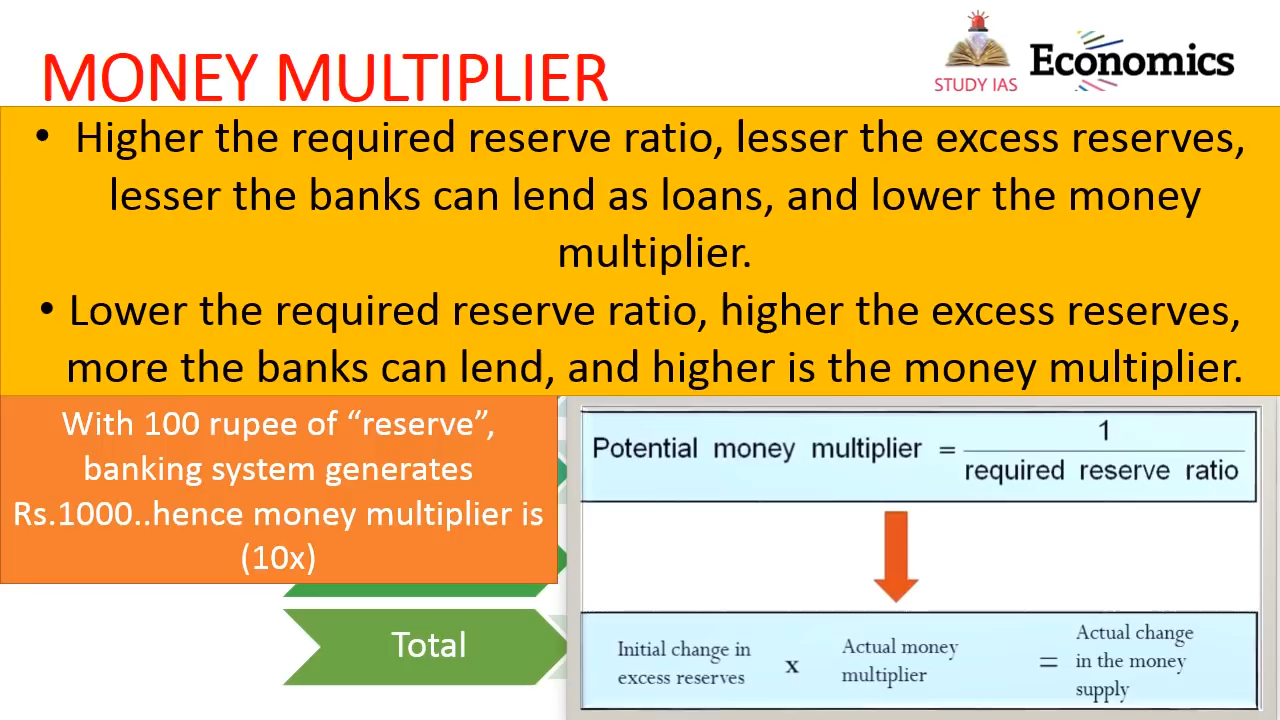 MONEY MULTIPLIER
STUDY IAS
Economics
• Higher the required reserve ratio, lesser the excess reserves,
lesser the banks can lend as loans, and lower the money
multiplier.
• Lower the required reserve ratio, higher the excess reserves,
more the banks can lend, and higher is the money multiplier.
With 100 rupee of “reserve”,
banking system generates
Rs.1000..hence money multiplier is
(10x)
Total
Potential money multiplier = 1
required reserve ratio
Initial change in
excess reserves
x
Actual money
multiplier
=
Actual change
in the money
supply